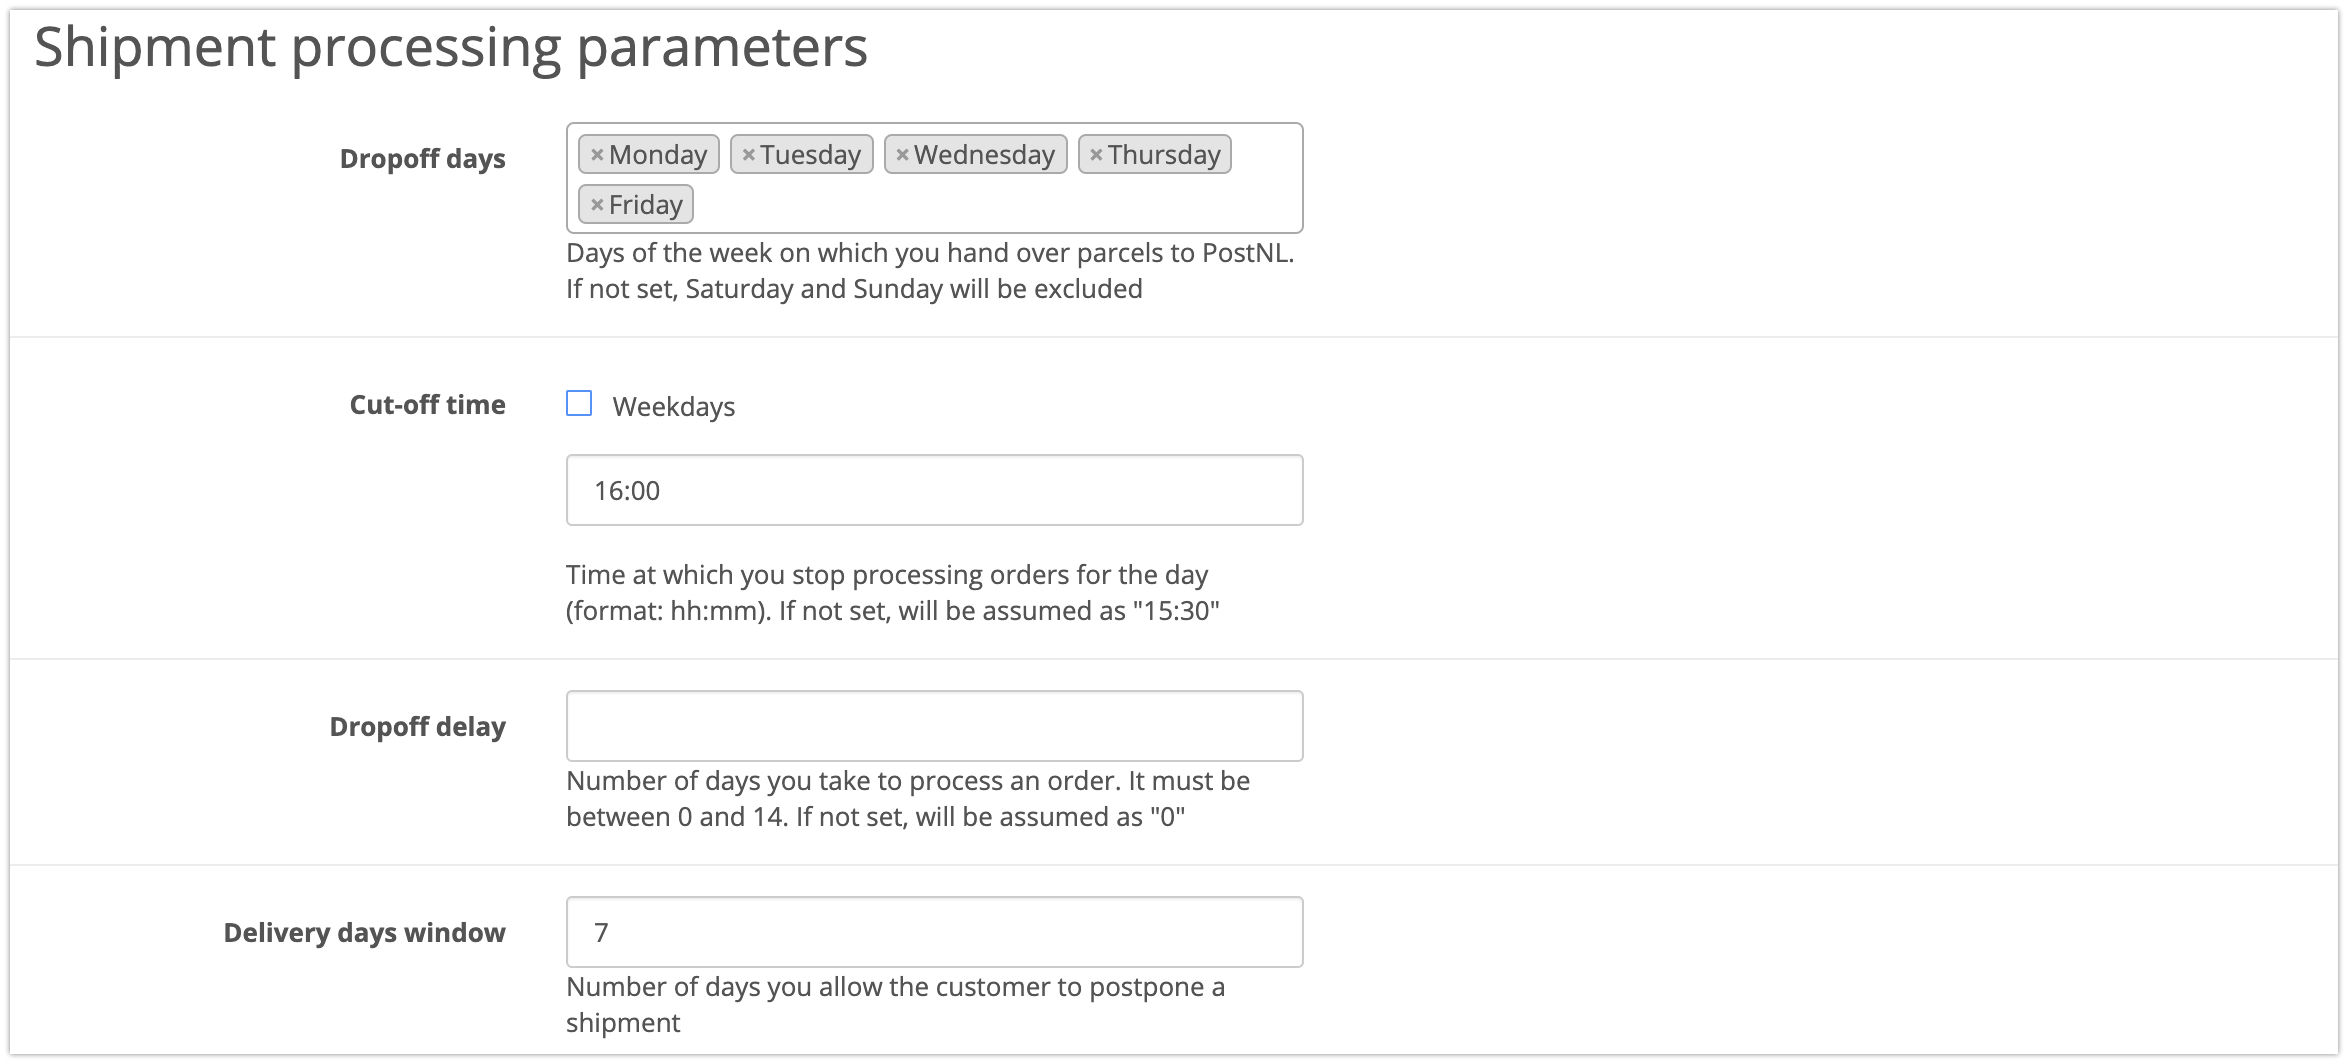 Shipment processing parameters
Dropoff days
× Monday × Tuesday × Wednesday × Thursday
× Friday
Days of the week on which you hand over parcels to PostNL.
If not set, Saturday and Sunday will be excluded
Cut-off time
Weekdays
16:00
Time at which you stop processing orders for the day
(format: hh:mm). If not set, will be assumed as "15:30"
Dropoff delay
Number of days you take to process an order. It must be
between 0 and 14. If not set, will be assumed as "0"
Delivery days window
7
Number of days you allow the customer to postpone a
shipment